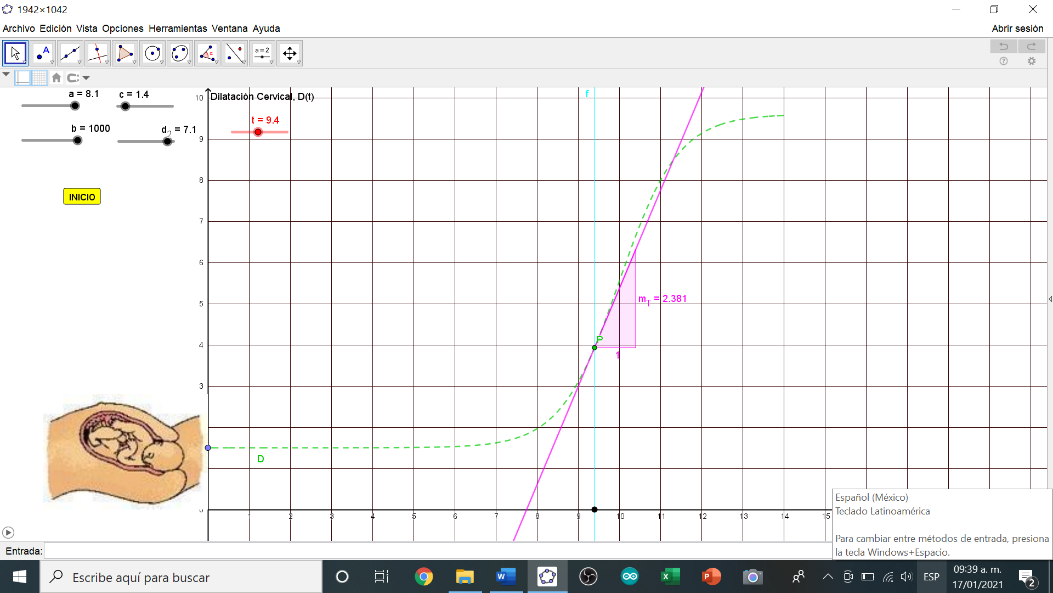 1942×1042
Archivo Edición Vista Opciones Herramientas Ventana Ayuda
Abrir sesión
A
a=2
a = 8.1
c = 1.4
b = 1000
d₂ = 7.1
INICIO
Dilatación Cervical, D(t)
t = 9.4
f
10
9
8
7
6
5
4
3
0
m₁ = 2.381
P
1
D
1 2 3 4 5 6 7 8 9 10 11 12 13 14 15
Español (México)
Teclado Latinoamérica
Para cambiar entre métodos de entrada, presiona
la tecla Windows+Espacio.
Entrada:
Escribe aquí para buscar
ESP
09:39 a. m.
17/01/2021
2